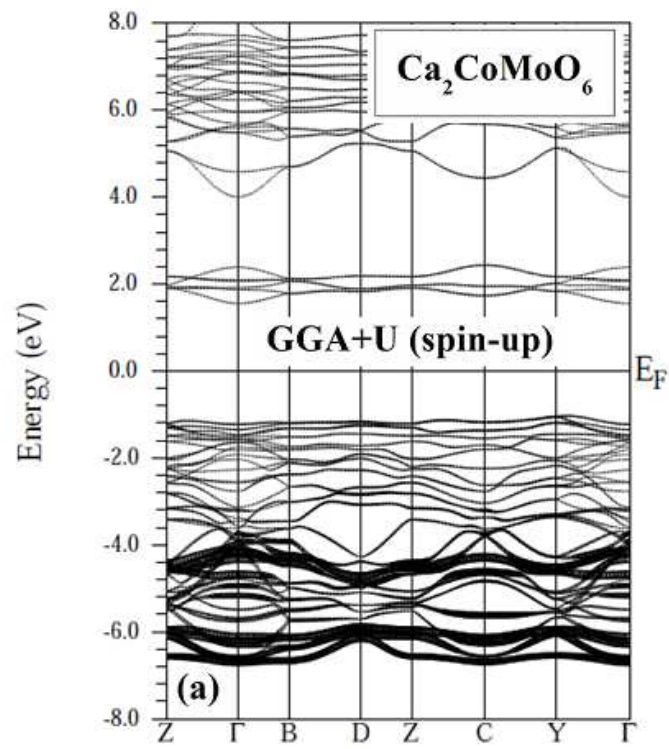 8.0
Ca₂CoMoO₆
6.0
4.0
2.0
GGA+U (spin-up)
Energy (eV)
0.0
E_F
-2.0
-4.0
-6.0
(a)
-8.0
Z Γ B D Z C Y Γ